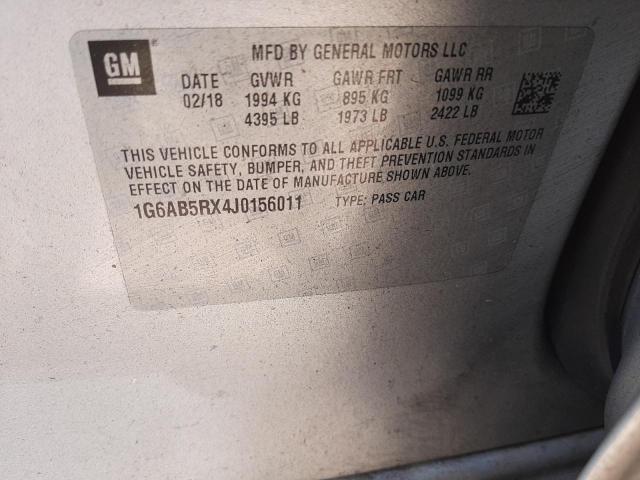 GM
MFD BY GENERAL MOTORS LLC
DATE GVWR GAWR FRT GAWR RR
02/18 1994 KG 895 KG 1099 KG
4395 LB 1973 LB 2422 LB
THIS VEHICLE CONFORMS TO ALL APPLICABLE U.S. FEDERAL MOTOR
VEHICLE SAFETY, BUMPER, AND THEFT PREVENTION STANDARDS IN
EFFECT ON THE DATE OF MANUFACTURE SHOWN ABOVE.
1G6AB5RX4J0156011 TYPE: PASS CAR